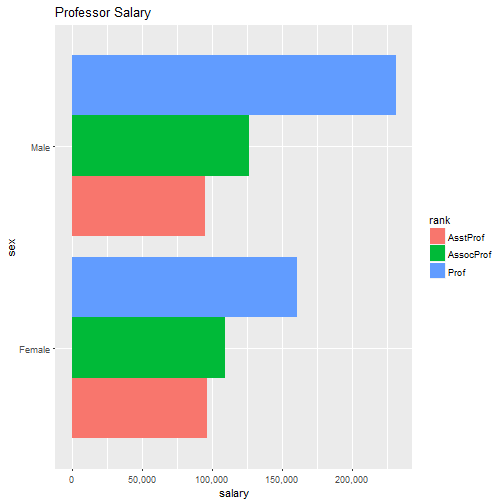 Professor Salary
Male
Female
sex
0
50,000
100,000
150,000
200,000
salary
rank
AsstProf
AssocProf
Prof